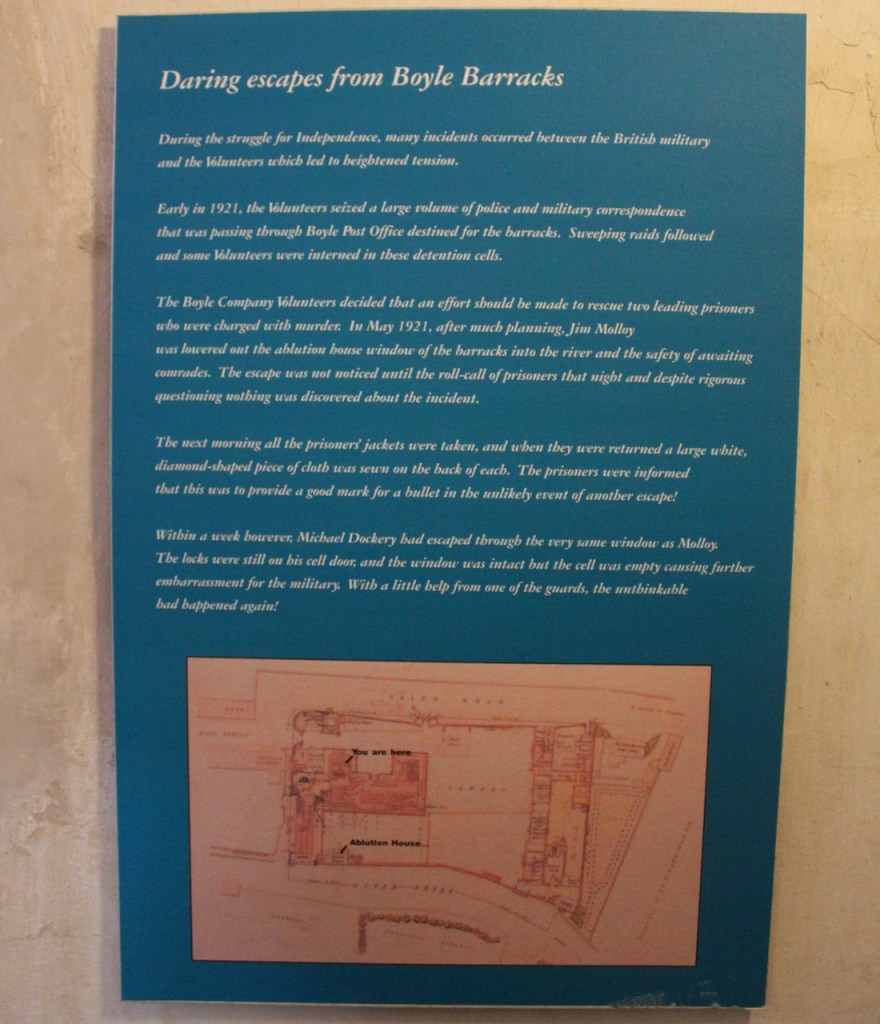 Daring escapes from Boyle Barracks
During the struggle for Independence, many incidents occurred between the British military
and the Volunteers which led to heightened tension.
Early in 1921, the Volunteers seized a large volume of police and military correspondence
that was passing through Boyle Post Office destined for the barracks. Sweeping raids followed
and some Volunteers were interned in these detention cells.
The Boyle Company Volunteers decided that an effort should be made to rescue two leading prisoners
who were charged with murder. In May 1921, after much planning, Jim Molloy
was lowered out the ablution house window of the barracks into the river and the safety of awaiting
comrades. The escape was not noticed until the roll-call of prisoners that night and despite rigorous
questioning nothing was discovered about the incident.
The next morning all the prisoners' jackets were taken, and when they were returned a large white,
diamond-shaped piece of cloth was sewn on the back of each. The prisoners were informed
that this was to provide a good mark for a bullet in the unlikely event of another escape!
Within a week however, Michael Dockery had escaped through the very same window as Molloy.
The locks were still on his cell door, and the window was intact but the cell was empty causing further
embarrassment for the military. With a little help from one of the guards, the unthinkable
had happened again!
You are here
Ablution House